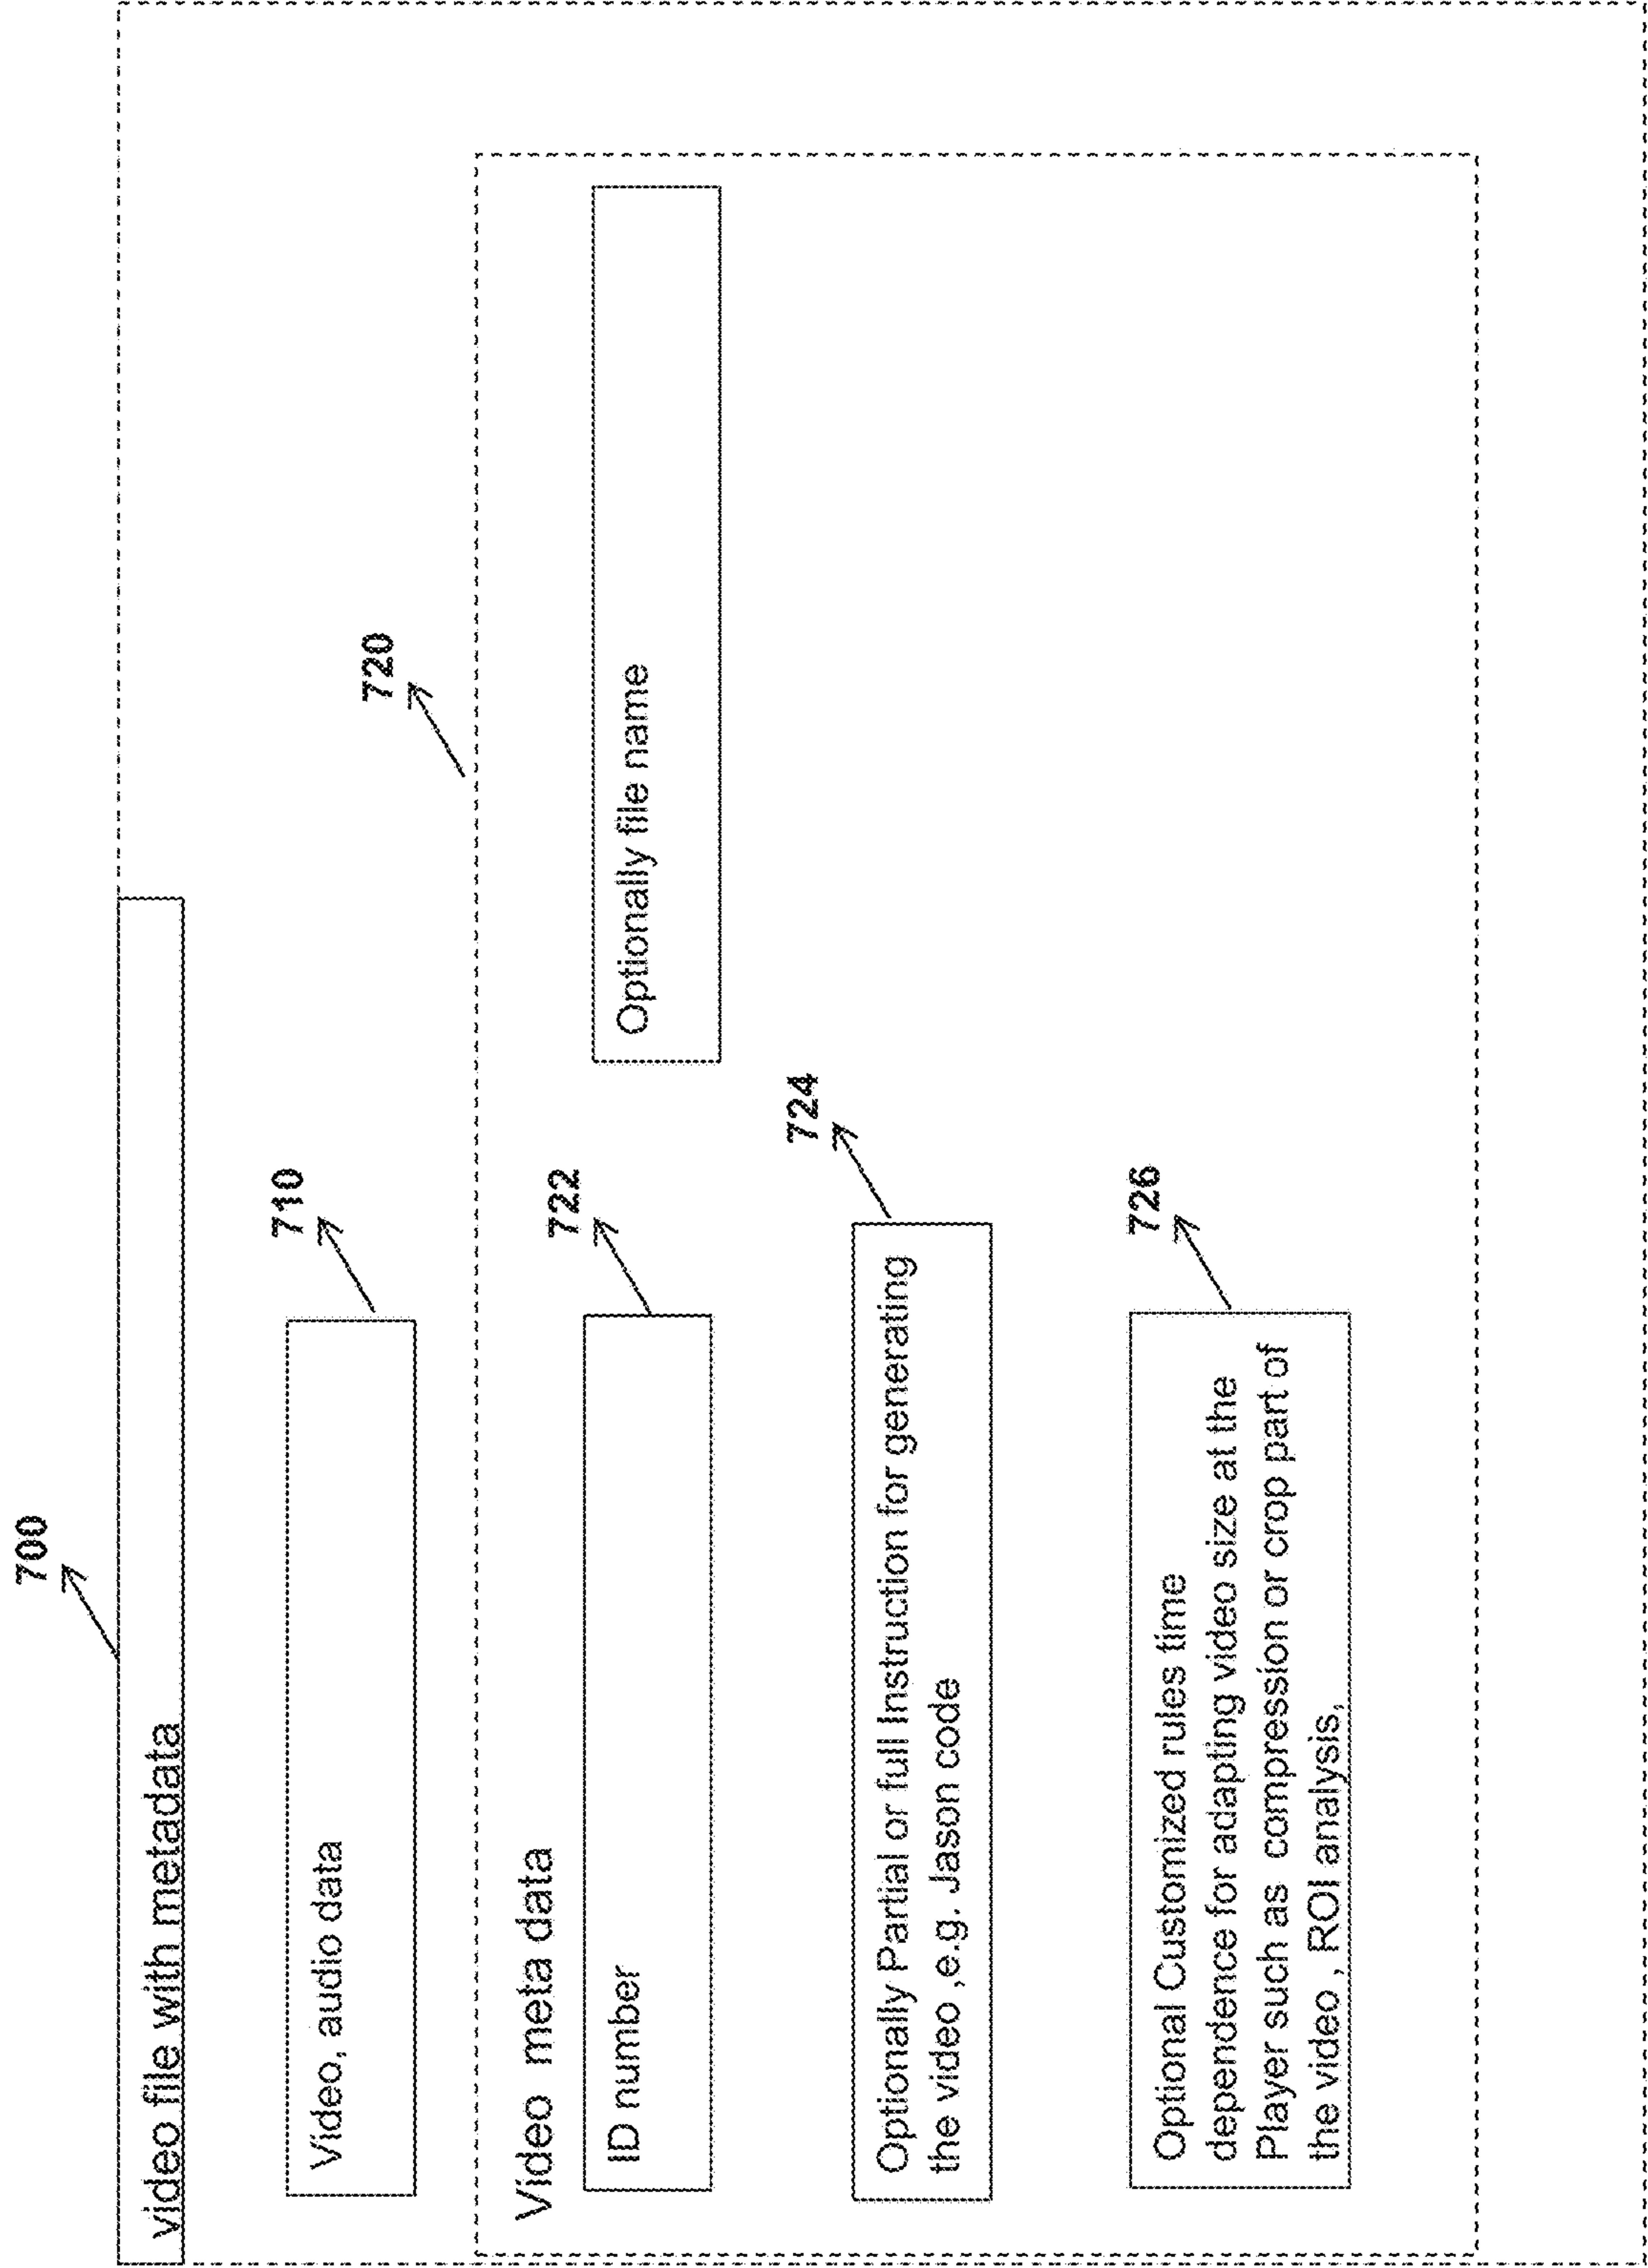 700
video file with metadata
710
Video, audio data
720
Video meta data
722
ID number
Optionally file name
724
Optionally Partial or full Instruction for generating
the video ,e.g. Jason code
726
Optional Customized rules time
dependence for adapting video size at the
Player such as compression or crop part of
the video , ROI analysis,